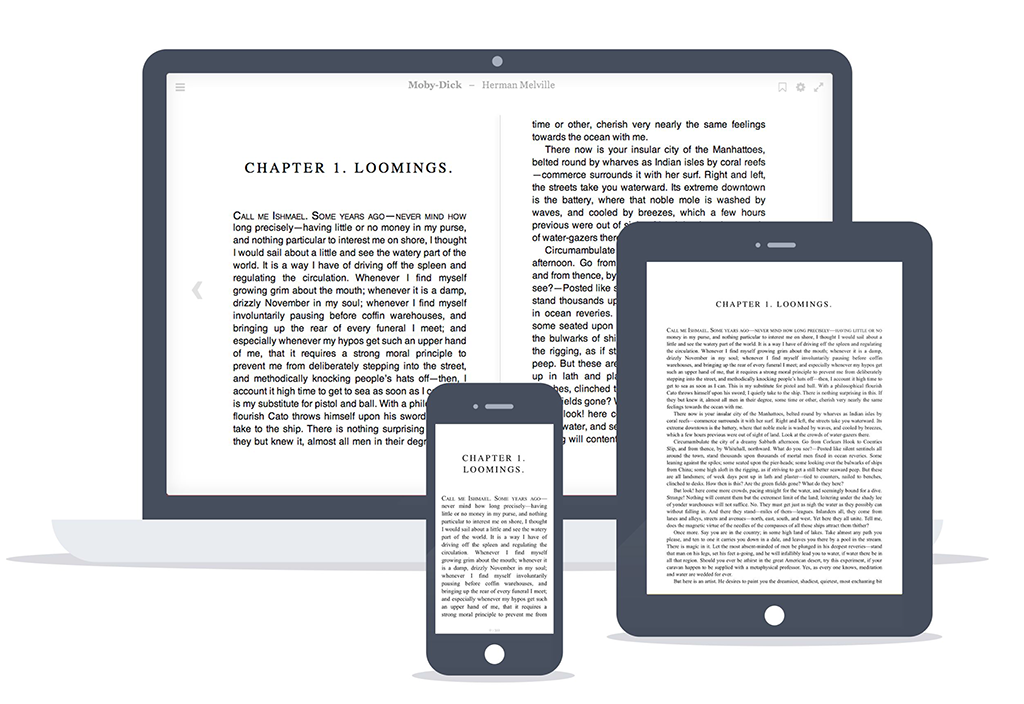 Moby-Dick – Herman Melville
CHAPTER 1. LOOMINGS.
CALL ME ISHMAEL. SOME YEARS AGO—NEVER MIND HOW
long precisely—having little or no money in my purse,
and nothing particular to interest me on shore, I thought
I would sail about a little and see the watery part of the
world. It is a way I have of driving off the spleen and
regulating the circulation. Whenever I find myself
growing grim about the mouth; whenever it is a damp,
drizzly November in my soul; whenever I find myself
involuntarily pausing before coffin warehouses, and
bringing up the rear of every funeral I meet; and
especially whenever my hypos get such an upper hand
of me, that it requires a strong moral principle to
prevent me from deliberately stepping into the street,
and methodically knocking people's hats off—then, I
account it high time to get to sea as soon as I
is my substitute for pistol and ball. With a
flourish Cato throws himself upon his
take to the ship. There is nothing surprising
they but knew it, almost all men in their
time or other, cherish very nearly the same feelings
towards the ocean with me.
There now is your insular city of the Manhattoes,
belted round by wharves as Indian isles by coral reefs
—commerce surrounds it with her surf. Right and left,
the streets take you waterward. Its extreme downtown
is the battery, where that noble mole is washed by
waves, and cooled by breezes, which a few hours
previous were out of
of water-gazers
Circumambulate
afternoon. Go from
and from thence, by
see?—Posted like
stand thousands
in ocean reveries.
some seated upon
the bulwarks of
the rigging, as if
peep. But these are
up in lath and
clinched
gone?
look! here
water, and
will
CHAPTER 1.
LOOMINGS.
CALL ME ISHMAEL. SOME YEARS AGO—
never mind how long precisely—having
little or no money in my purse, and nothing
particular to interest me on shore, I thought
I would sail about a little and see the watery
part of the world. It is a way I have of
driving off the spleen and regulating the
circulation. Whenever I find myself
growing grim about the mouth; whenever it
is a damp, drizzly November in my soul;
whenever I find myself involuntarily
pausing before coffin warehouses, and
bringing up the rear of every funeral I meet;
and especially whenever my hypos get such
an upper hand of me, that it requires a
strong moral principle to prevent me from
CHAPTER 1. LOOMINGS.
CALL ME ISHMAEL. SOME YEARS AGO—NEVER MIND HOW LONG PRECISELY—HAVING LITTLE OR NO
money in my purse, and nothing particular to interest me on shore, I thought I would sail about a
little and see the watery part of the world. It is a way I have of driving off the spleen and regulating
the circulation. Whenever I find myself growing grim about the mouth; whenever it is a damp,
drizzly November in my soul; whenever I find myself involuntarily pausing before coffin
warehouses, and bringing up the rear of every funeral I meet; and especially whenever my hypos get
such an upper hand of me, that it requires a strong moral principle to prevent me from deliberately
stepping into the street, and methodically knocking people's hats off—then, I account it high time to
get to sea as soon as I can. This is my substitute for pistol and ball. With a philosophical flourish
Cato throws himself upon his sword; I quietly take to the ship. There is nothing surprising in this. If
they but knew it, almost all men in their degree, some time or other, cherish very nearly the same
feelings towards the ocean with me.
There now is your insular city of the Manhattoes, belted round by wharves as Indian isles by
coral reefs—commerce surrounds it with her surf. Right and left, the streets take you waterward. Its
extreme downtown is the battery, where that noble mole is washed by waves, and cooled by breezes,
which a few hours previous were out of sight of land. Look at the crowds of water-gazers there.
Circumambulate the city of a dreamy Sabbath afternoon. Go from Corlears Hook to Coenties
Slip, and from thence, by Whitehall, northward. What do you see?—Posted like silent sentinels all
around the town, stand thousands upon thousands of mortal men fixed in ocean reveries. Some
leaning against the spiles; some seated upon the pier-heads; some looking over the bulwarks of ships
from China; some high aloft in the rigging, as if striving to get a still better seaward peep. But these
are all landsmen; of week days pent up in lath and plaster—tied to counters, nailed to benches,
clinched to desks. How then is this? Are the green fields gone? What do they here?
But look! here come more crowds, pacing straight for the water, and seemingly bound for a dive.
Strange! Nothing will content them but the extremest limit of the land; loitering under the shady lee
of yonder warehouses will not suffice. No. They must get just as nigh the water as they possibly can
without falling in. And there they stand—miles of them—leagues. Inlanders all, they come from
lanes and alleys, streets and avenues—north, east, south, and west. Yet here they all unite. Tell me,
does the magnetic virtue of the needles of the compasses of all those ships attract them thither?
Once more. Say you are in the country; in some high land of lakes. Take almost any path you
please, and ten to one it carries you down in a dale, and leaves you there by a pool in the stream.
There is magic in it. Let the most absent-minded of men be plunged in his deepest reveries—stand
that man on his legs, set his feet a-going, and he will infallibly lead you to water, if water there be in
all that region. Should you ever be athirst in the great American desert, try this experiment, if your
caravan happen to be supplied with a metaphysical professor. Yes, as every one knows, meditation
and water are wedded for ever.
But here is an artist. He desires to paint you the dreamiest, shadiest, quietest, most enchanting bit